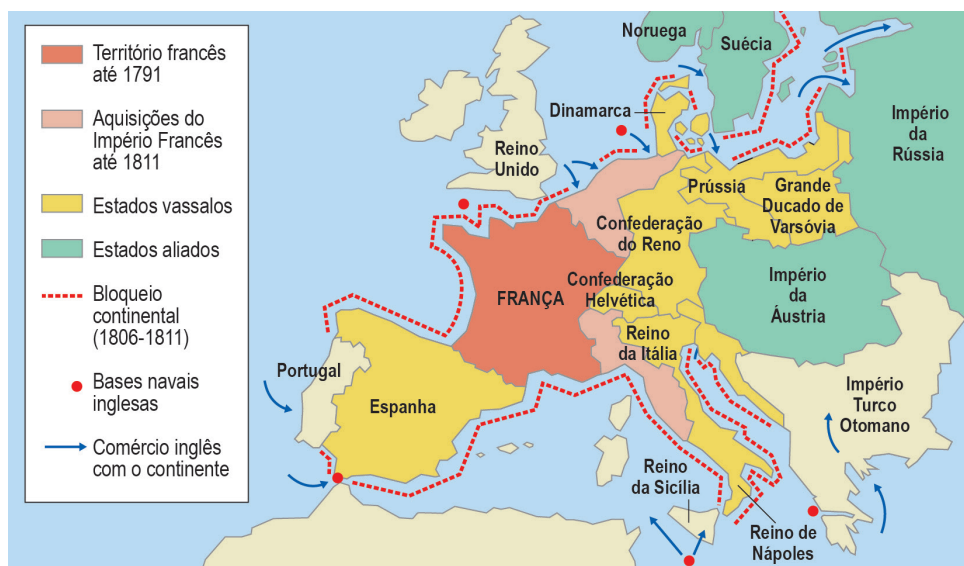 Território francês
até 1791
Aquisições do
Império Francês
até 1811
Estados vassalos
Estados aliados
Bloqueio
continental
(1806-1811)
Bases navais
inglesas
Comércio inglês
com o continente
Noruega
Suécia
Dinamarca
Império
da
Rússia
Reino
Unido
Prússia
Grande
Ducado de
Varsóvia
Confederação
do Reno
Confederação
Helvética
FRANÇA
Império
da
Áustria
Reino
da Itália
Portugal
Espanha
Império
Turco
Otomano
Reino
da Sicília
Reino de
Nápoles